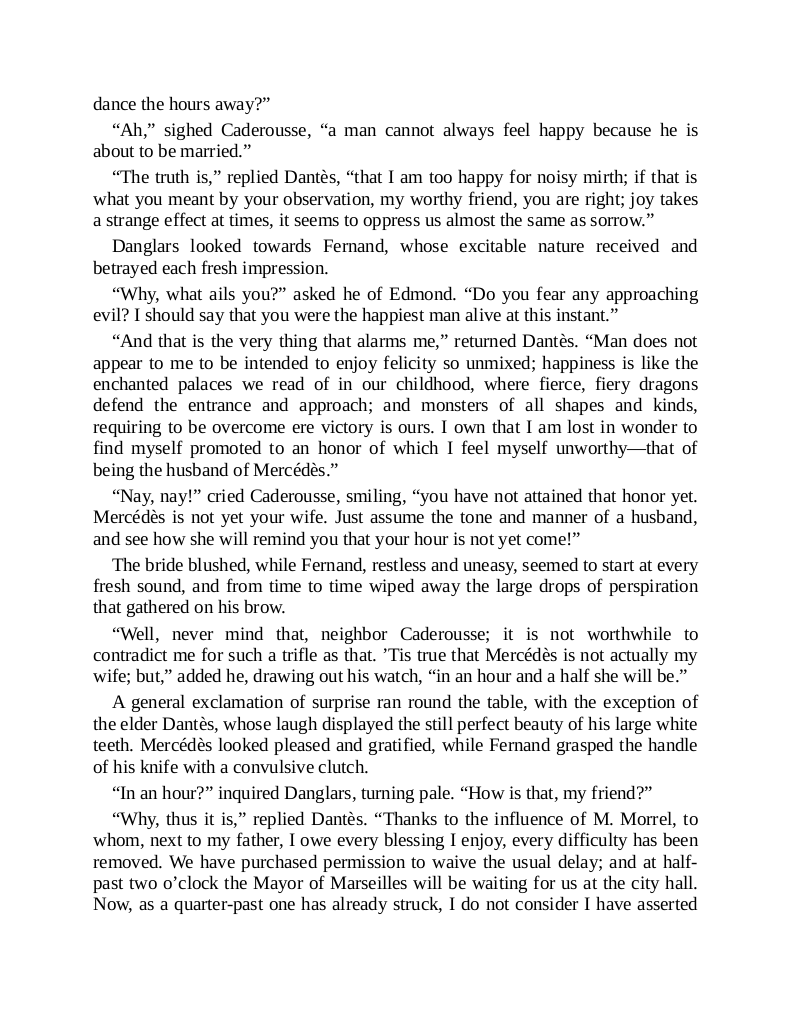 dance the hours away?”
“Ah,” sighed Caderousse, “a man cannot always feel happy because he is
about to be married.”
“The truth is,” replied Dantès, “that I am too happy for noisy mirth; if that is
what you meant by your observation, my worthy friend, you are right; joy takes
a strange effect at times, it seems to oppress us almost the same as sorrow.”
Danglars looked towards Fernand, whose excitable nature received and
betrayed each fresh impression.
“Why, what ails you?” asked he of Edmond. “Do you fear any approaching
evil? I should say that you were the happiest man alive at this instant.”
“And that is the very thing that alarms me,” returned Dantès. “Man does not
appear to me to be intended to enjoy felicity so unmixed; happiness is like the
enchanted palaces we read of in our childhood, where fierce, fiery dragons
defend the entrance and approach; and monsters of all shapes and kinds,
requiring to be overcome ere victory is ours. I own that I am lost in wonder to
find myself promoted to an honor of which I feel myself unworthy—that of
being the husband of Mercédès.”
“Nay, nay!” cried Caderousse, smiling, “you have not attained that honor yet.
Mercédès is not yet your wife. Just assume the tone and manner of a husband,
and see how she will remind you that your hour is not yet come!”
The bride blushed, while Fernand, restless and uneasy, seemed to start at every
fresh sound, and from time to time wiped away the large drops of perspiration
that gathered on his brow.
“Well, never mind that, neighbor Caderousse; it is not worthwhile to
contradict me for such a trifle as that. ’Tis true that Mercédès is not actually my
wife; but,” added he, drawing out his watch, “in an hour and a half she will be.”
A general exclamation of surprise ran round the table, with the exception of
the elder Dantès, whose laugh displayed the still perfect beauty of his large white
teeth. Mercédès looked pleased and gratified, while Fernand grasped the handle
of his knife with a convulsive clutch.
“In an hour?” inquired Danglars, turning pale. “How is that, my friend?”
“Why, thus it is,” replied Dantès. “Thanks to the influence of M. Morrel, to
whom, next to my father, I owe every blessing I enjoy, every difficulty has been
removed. We have purchased permission to waive the usual delay; and at half-
past two o’clock the Mayor of Marseilles will be waiting for us at the city hall.
Now, as a quarter-past one has already struck, I do not consider I have asserted